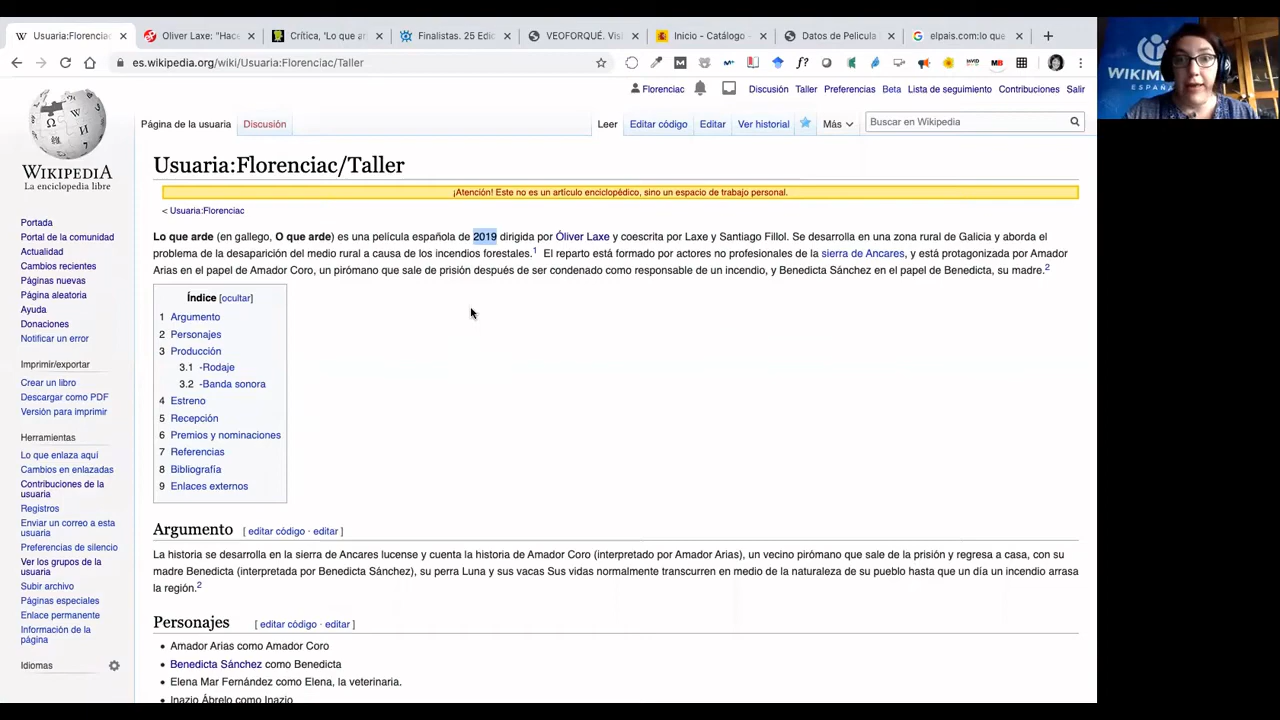 Usuaria:Florenciac
Oliver Laxe: "Hace
Crítica, 'Lo que ar
Finalistas. 25 Edic
VEOFORQUÉ. Visi
Inicio – Catálogo
Datos de Pelicula
elpais.com:lo que
es.wikipedia.org/wiki/Usuaria:Florenciac/Taller
WIKIM
ESPAÑ
Florenciac Discusión Taller Preferencias Beta Lista de seguimiento Contribuciones Salir
Página de la usuaria Discusión Leer Editar código Editar Ver historial Más Buscar en Wikipedia
WIKIPEDIA
La enciclopedia libre
Portada
Portal de la comunidad
Actualidad
Cambios recientes
Páginas nuevas
Página aleatoria
Ayuda
Donaciones
Notificar un error
Imprimir/exportar
Crear un libro
Descargar como PDF
Versión para imprimir
Herramientas
Lo que enlaza aquí
Cambios en enlazadas
Contribuciones de la
usuaria
Registros
Enviar un correo a esta
usuaria
Preferencias de silencio
Ver los grupos de la
usuaria
Subir archivo
Páginas especiales
Enlace permanente
Información de la
página
Idiomas
Usuaria:Florenciac/Taller
¡Atención! Este no es un artículo enciclopédico, sino un espacio de trabajo personal.
< Usuaria:Florenciac
Lo que arde (en gallego, O que arde) es una película española de 2019 dirigida por Óliver Laxe y coescrita por Laxe y Santiago Fillol. Se desarrolla en una zona rural de Galicia y aborda el
problema de la desaparición del medio rural a causa de los incendios forestales.1 El reparto está formado por actores no profesionales de la sierra de Ancares, y está protagonizada por Amador
Arias en el papel de Amador Coro, un pirómano que sale de prisión después de ser condenado como responsable de un incendio, y Benedicta Sánchez en el papel de Benedicta, su madre.2
Índice [ocultar]
1 Argumento
2 Personajes
3 Producción
3.1 -Rodaje
3.2 -Banda sonora
4 Estreno
5 Recepción
6 Premios y nominaciones
7 Referencias
8 Bibliografía
9 Enlaces externos
Argumento [ editar código · editar ]
La historia se desarrolla en la sierra de Ancares lucense y cuenta la historia de Amador Coro (interpretado por Amador Arias), un vecino pirómano que sale de la prisión y regresa a casa, con su
madre Benedicta (interpretada por Benedicta Sánchez), su perra Luna y sus vacas Sus vidas normalmente transcurren en medio de la naturaleza de su pueblo hasta que un día un incendio arrasa
la región.2
Personajes [ editar código · editar ]
Amador Arias como Amador Coro
Benedicta Sánchez como Benedicta
Elena Mar Fernández como Elena, la veterinaria.
Inazio Ábrelo como Inazio